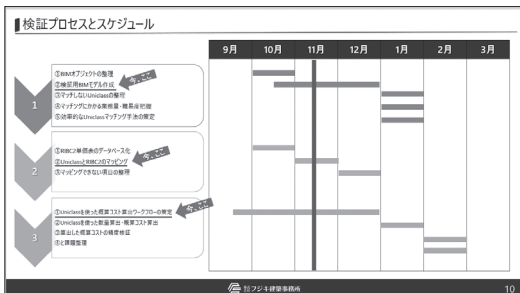 検証プロセスとスケジュール
9月 10月 11月 12月 1月 2月 3月
1
①BIMオブジェクトの整理
②検証用BIMモデル作成
今、ここ
③マッチしないUniclassの整理
④マッチングにかかる業務量・難易度把握
⑤効率的なUniclassマッチング手法の策定
2
①RIBC2単価表のデータベース化
②UniclassとRIBC2のマッピング
今、ここ
③マッピングできない項目の整理
3
①Uniclassを使った概算コスト算出ワークフローの策定
今、ここ
②Uniclassを使った数量算出・概算コスト算出
③算出した概算コストの精度検証
④と課題整理
フジキ建築事務所
10